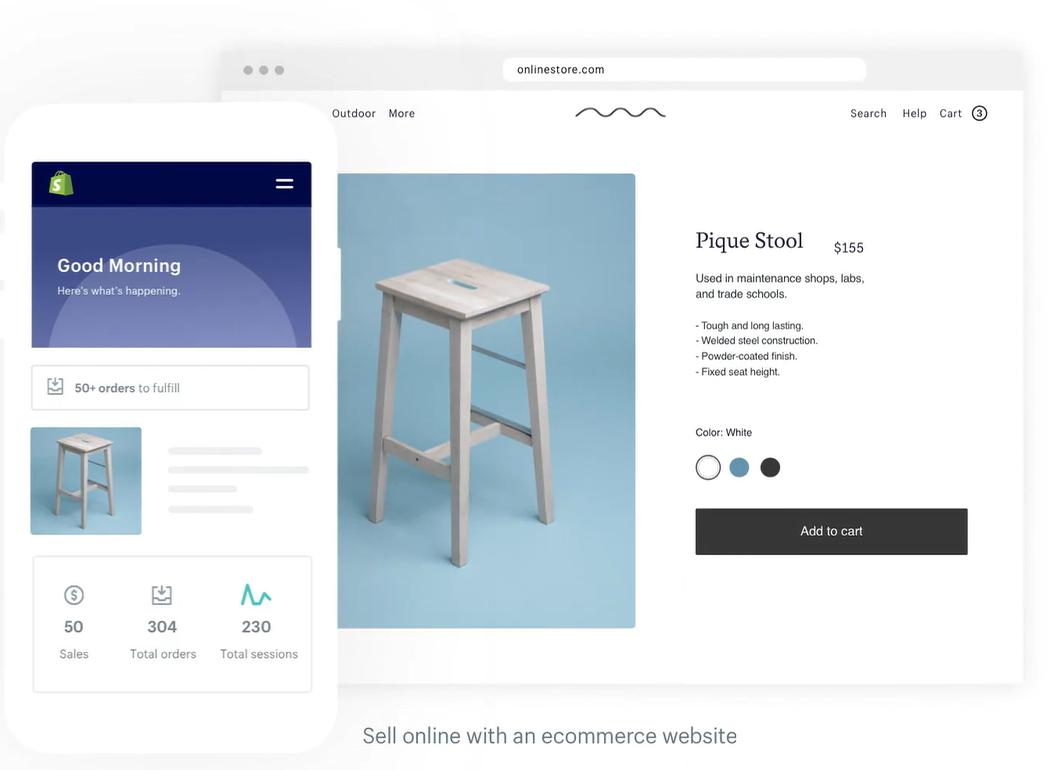 onlinestore.com
Outdoor More
Search Help Cart 3
S
Good Morning
Here's what's happening.
50+ orders to fulfill
50 304 230
Sales Total orders Total sessions
Pique Stool $155
Used in maintenance shops, labs,
and trade schools.
- Tough and long lasting.
- Welded steel construction.
- Powder-coated finish.
- Fixed seat height.
Color: White
Add to cart
Sell online with an ecommerce website